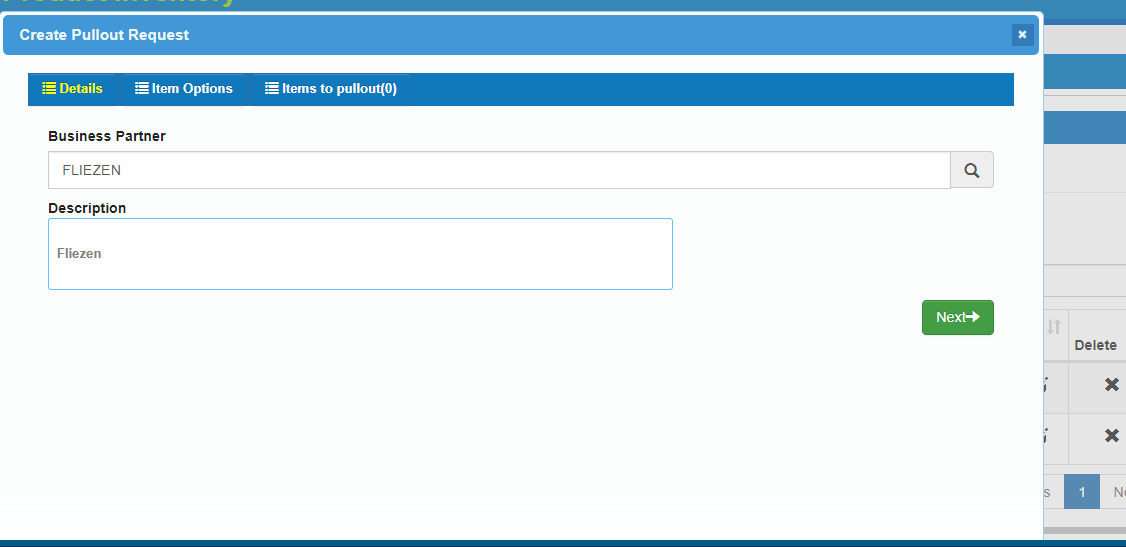 Create Pullout Request
Details
Item Options
Items to pullout(0)
Business Partner
FLIEZEN
Description
Fliezen
Next
Delete
1